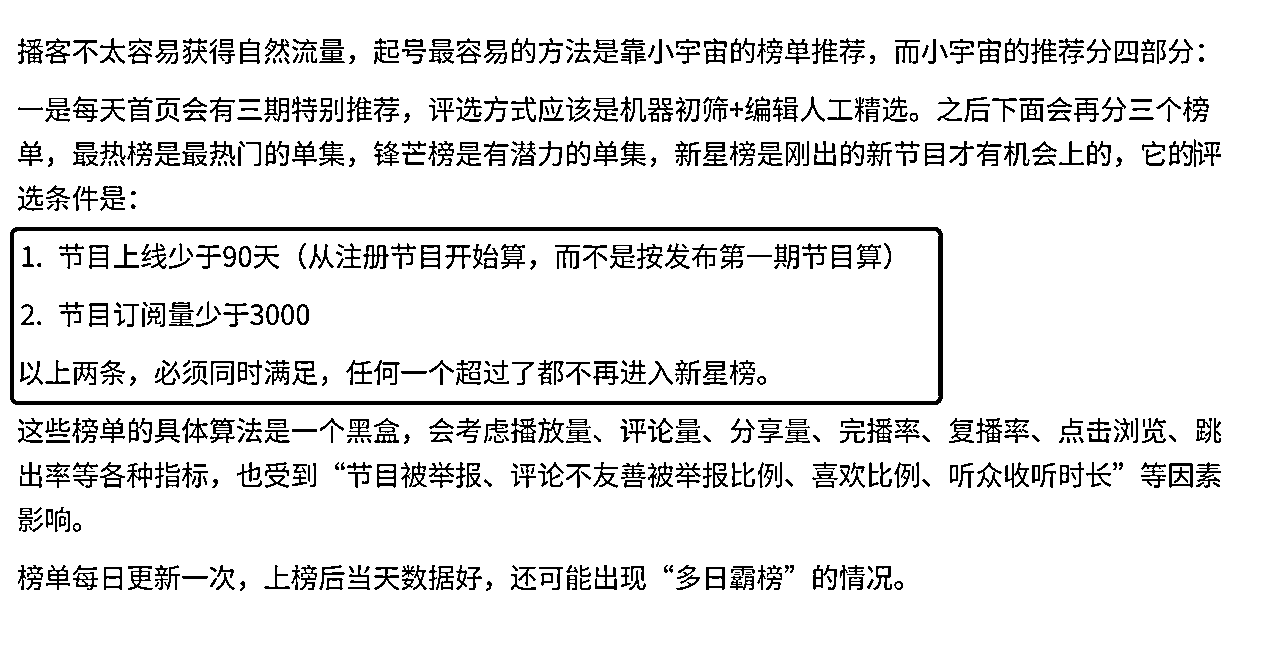 播客不太容易获得自然流量，起号最容易的方法是靠小宇宙的榜单推荐，而小宇宙的推荐分四部分：
一是每天首页会有三期特别推荐，评选方式应该是机器初筛+编辑人工精选。之后下面会再分三个榜
单，最热榜是最热门的单集，锋芒榜是有潜力的单集，新星榜是刚出的新节目才有机会上的，它的评
选条件是：
1. 节目上线少于90天（从注册节目开始算，而不是按发布第一期节目算）
2. 节目订阅量少于3000
以上两条，必须同时满足，任何一个超过了都不再进入新星榜。
这些榜单的具体算法是一个黑盒，会考虑播放量、评论量、分享量、完播率、复播率、点击浏览、跳
出率等各种指标，也受到“节目被举报、评论不友善被举报比例、喜欢比例、听众收听时长”等因素
影响。
榜单每日更新一次，上榜后当天数据好，还可能出现“多日霸榜”的情况。